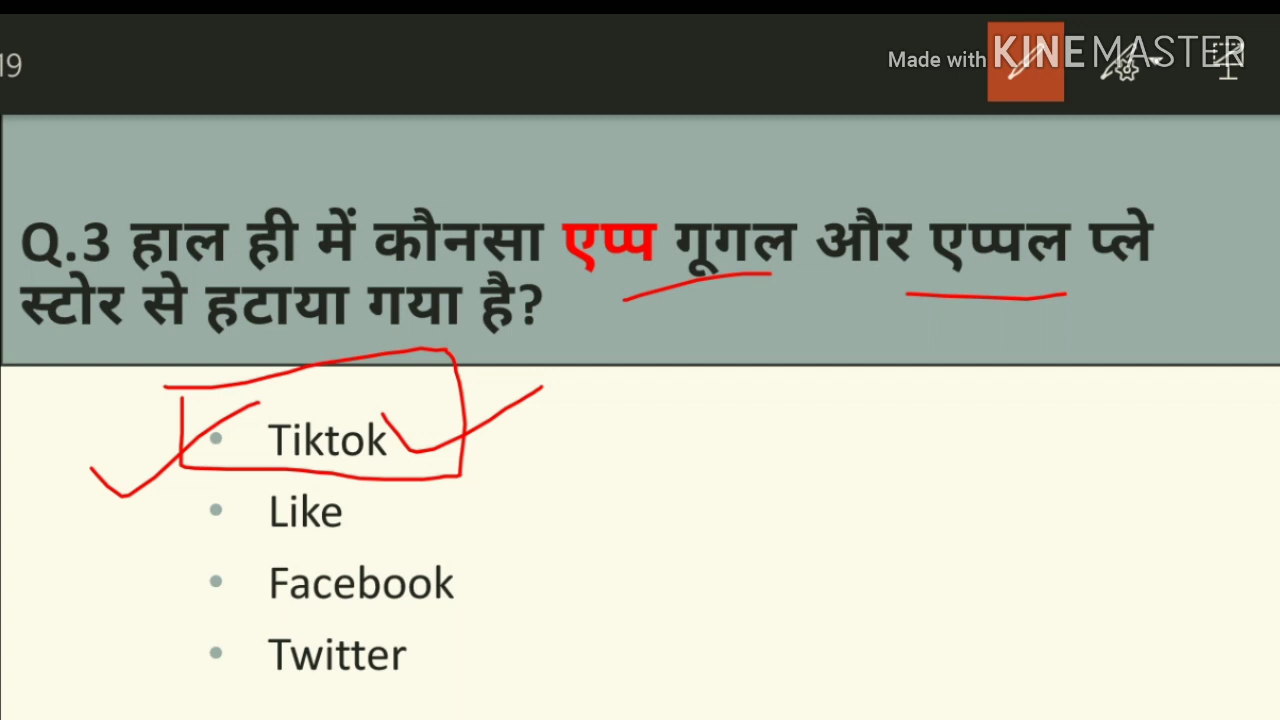 19
Made with KINEMASTER
Q.3 हाल ही में कौनसा एप्प गूगल और एप्पल प्ले
स्टोर से हटाया गया है?
• Tiktok
• Like
• Facebook
• Twitter